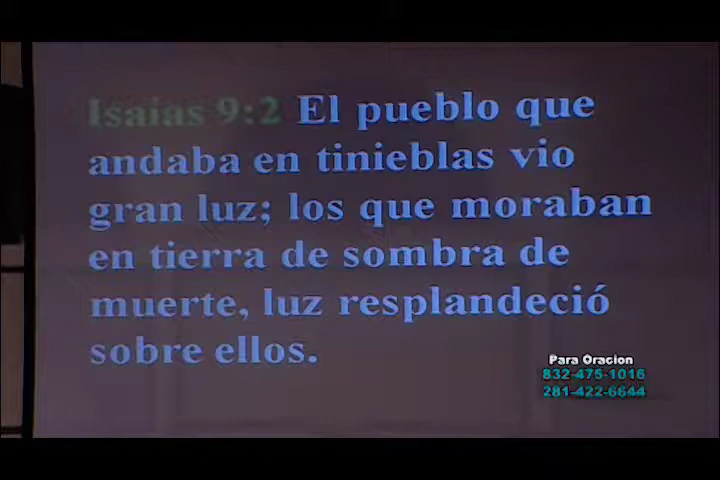 Isaías 9:2 El pueblo que
andaba en tinieblas vio
gran luz; los que moraban
en tierra de sombra de
muerte, luz resplandeció
sobre ellos.
Para Oracion
832-475-1016
281-422-6644